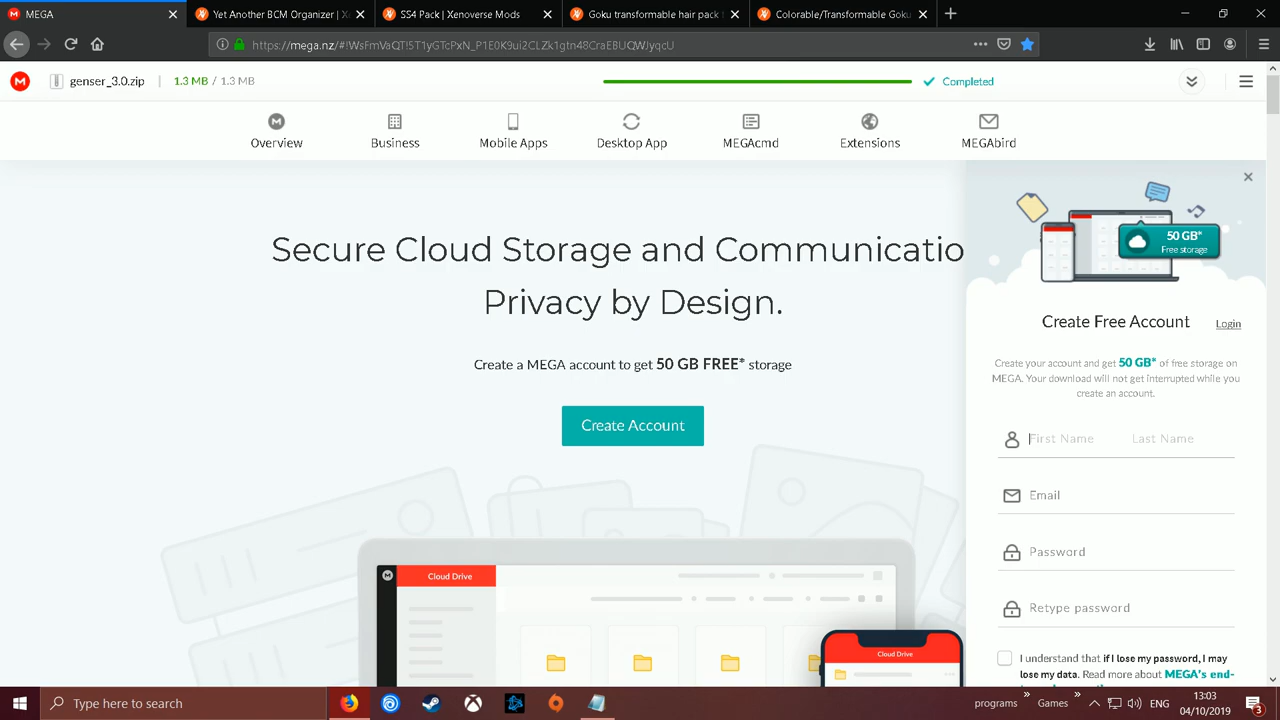 MEGA
Yet Another BCM Organizer | X
SS4 Pack | Xenoverse Mods
Goku transformable hair pack f
Colorable/Transformable Goku
genser_3.0.zip
1.3 MB / 1.3 MB
Completed
Overview
Business
Mobile Apps
Desktop App
MEGAcmd
Extensions
MEGAbird
50 GB*
Free storage
Secure Cloud Storage and Communicatio
Privacy by Design.
Create a MEGA account to get 50 GB FREE* storage
Create Account
Create Free Account
Login
Create your account and get 50 GB* of free storage on
MEGA. Your download will not get interrupted while you
create an account.
First Name
Last Name
Email
Password
Retype password
I understand that if I lose my password, I may
lose my data. Read more about MEGA's end-
Cloud Drive
Cloud Drive
Type here to search
programs
Games
ENG
13:03
04/10/2019
3